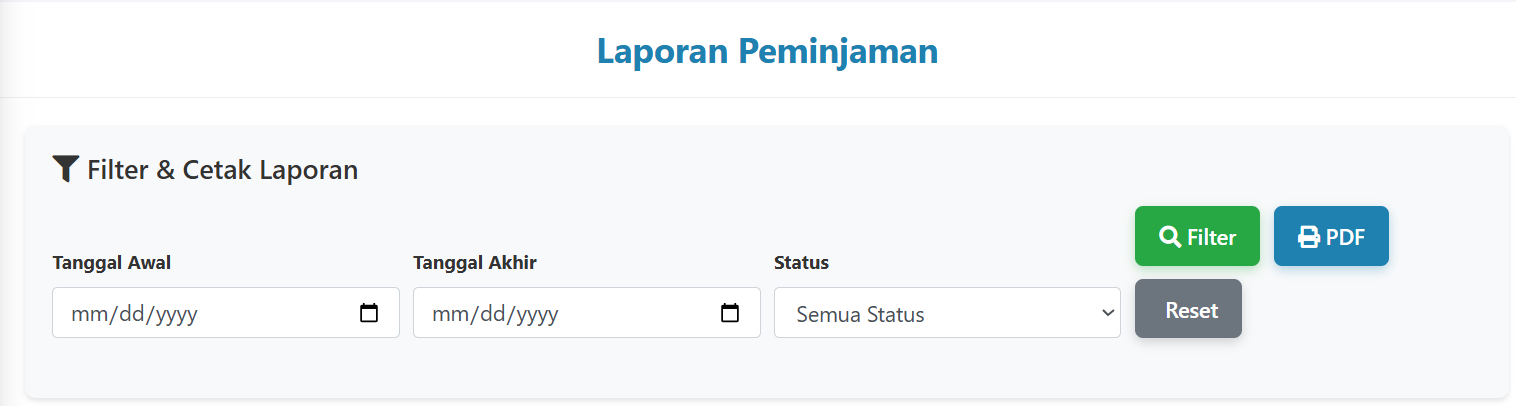 Laporan Peminjaman
Filter & Cetak Laporan
Filter
PDF
Tanggal Awal
Tanggal Akhir
Status
mm/dd/yyyy
mm/dd/yyyy
Semua Status
Reset